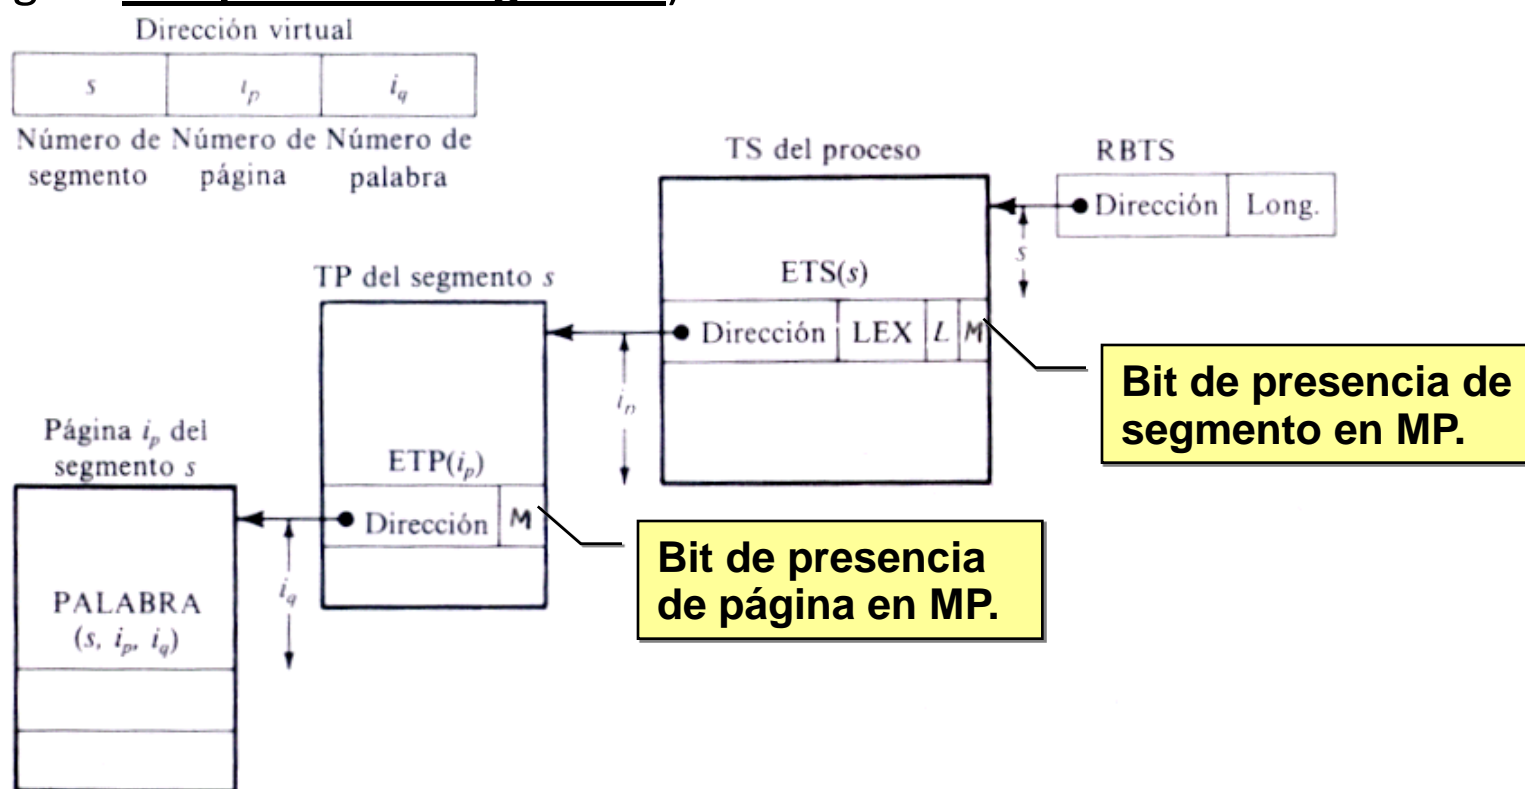 Dirección virtual
s
i_p
i_q
Número de
segmento
Número de
página
Número de
palabra
TS del proceso
RBTS
Dirección
Long.
s
ETS(s)
Dirección
LEX
L
M
Bit de presencia de
segmento en MP.
TP del segmento s
i_p
ETP(i_p)
Dirección
M
Bit de presencia
de página en MP.
Página i_p del
segmento s
i_q
PALABRA
(s, i_p, i_q)